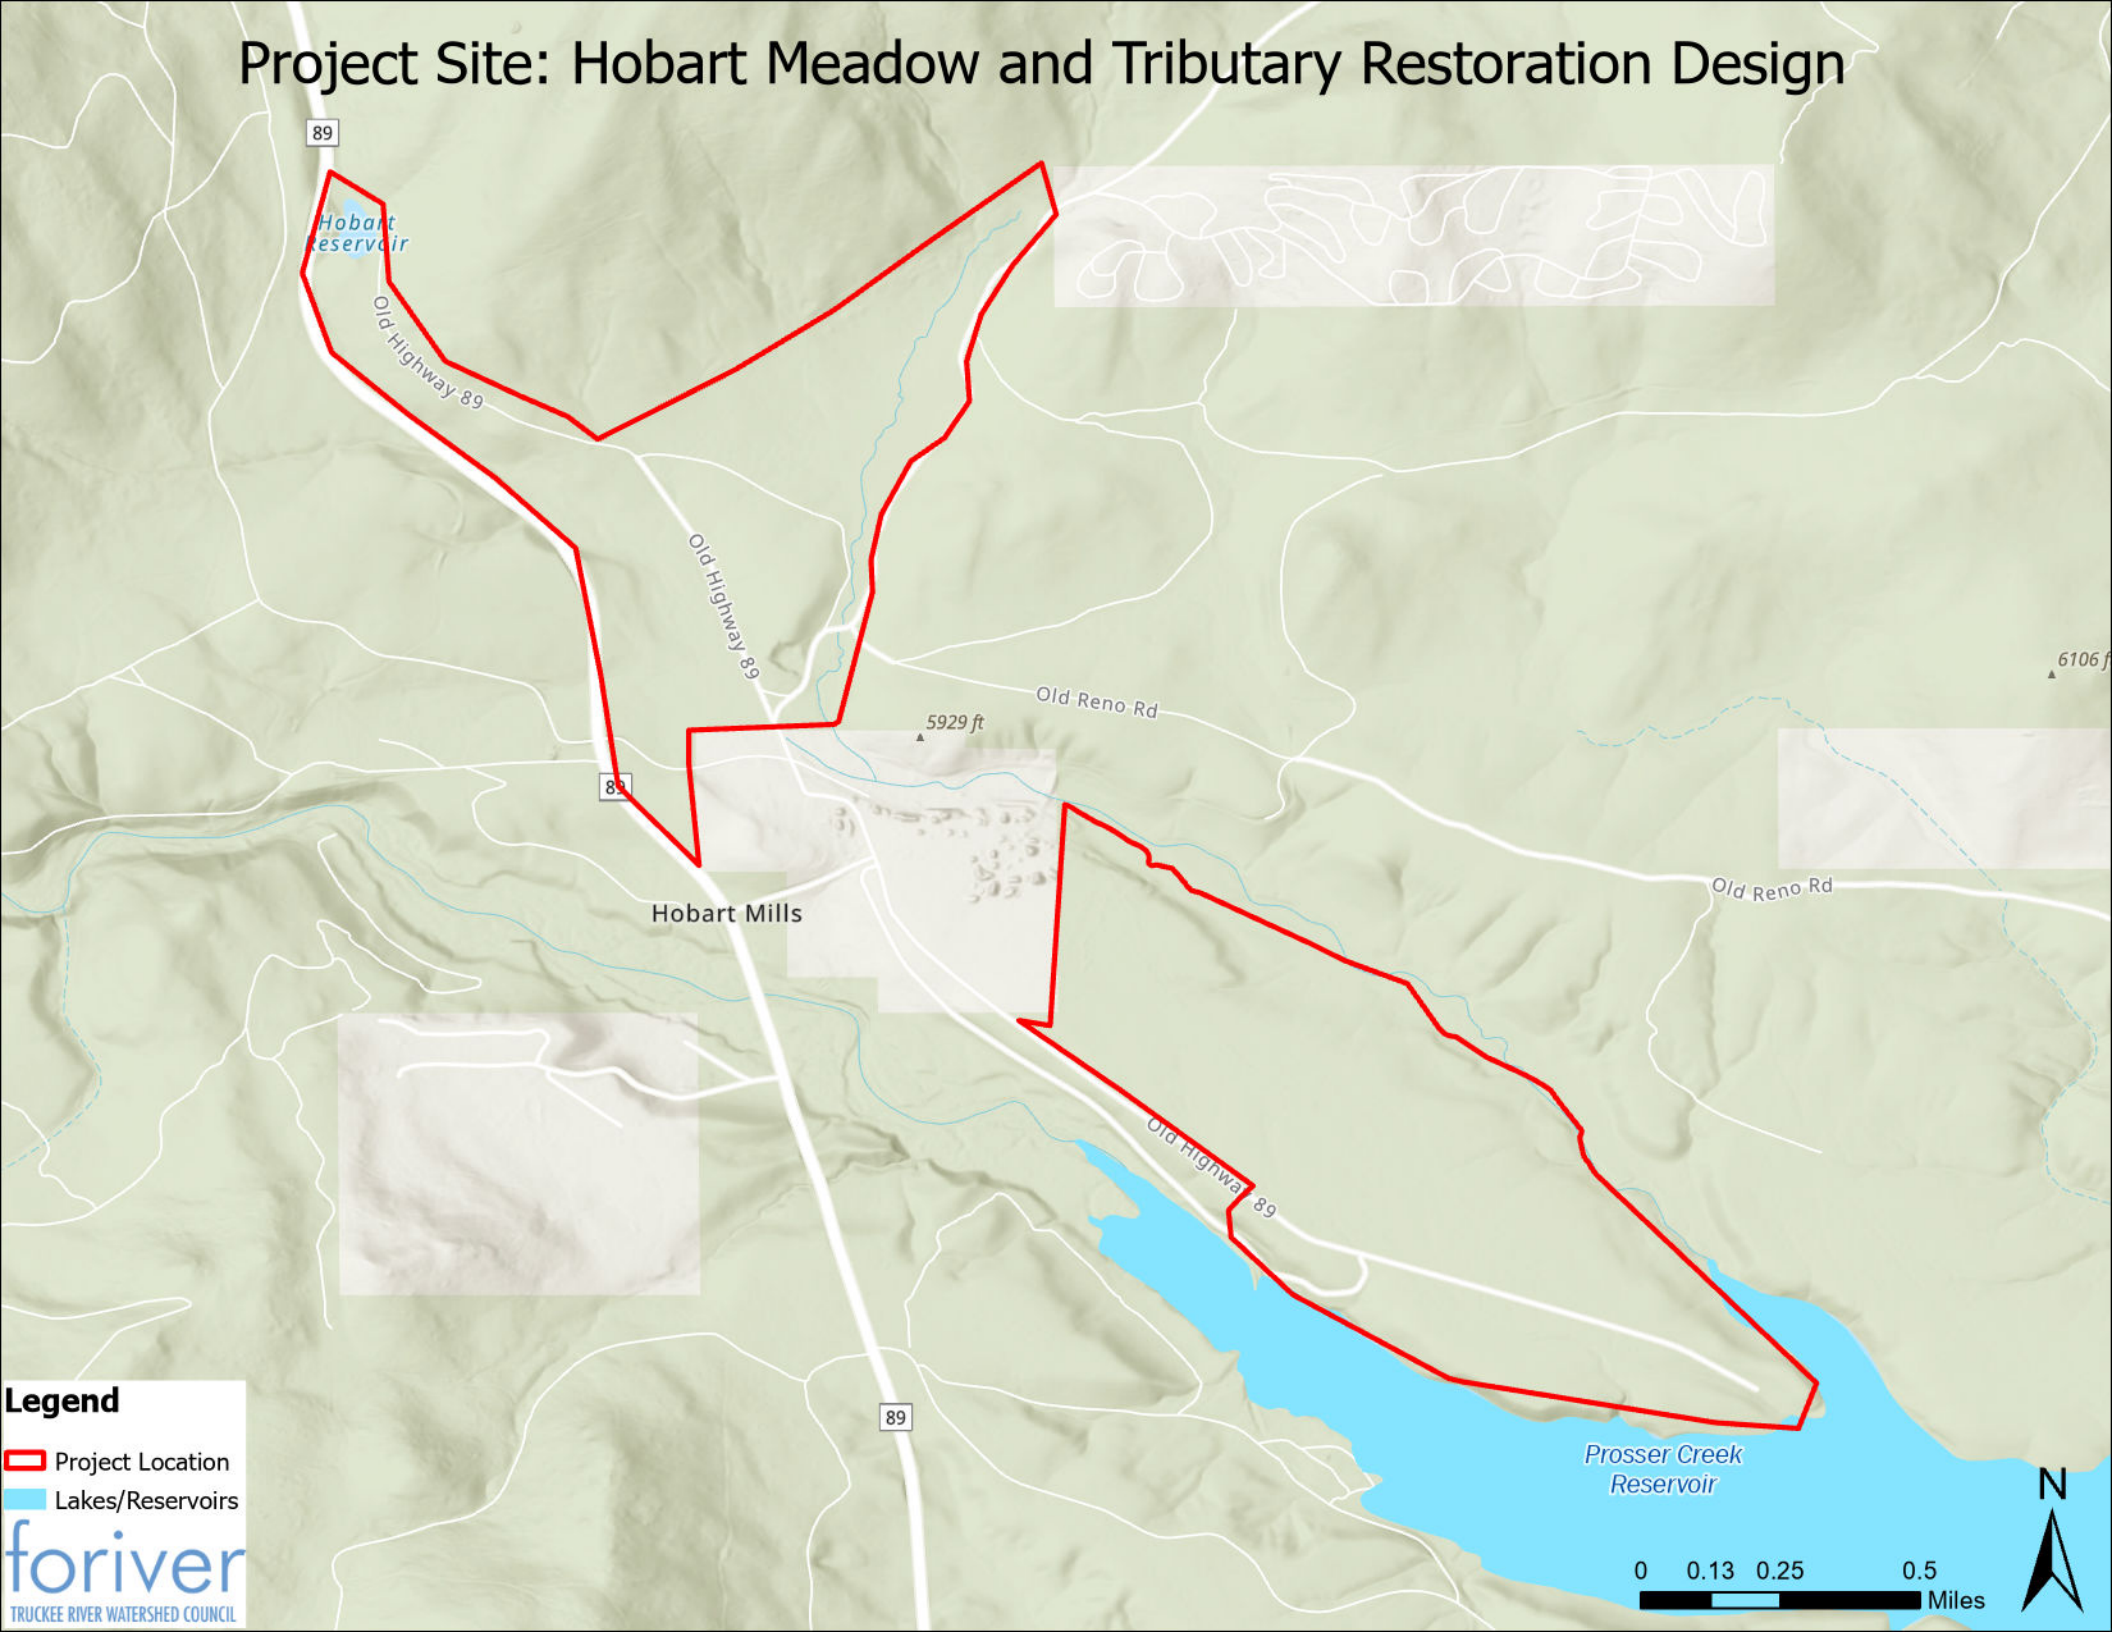 Project Site: Hobart Meadow and Tributary Restoration Design
89
Hobart
Reservoir
Old Highway 89
Old Highway 89
6106 f
Old Reno Rd
5929 ft
89
Old Reno Rd
Hobart Mills
Old Highway 89
Legend
Project Location
Lakes/Reservoirs
foriver
TRUCKEE RIVER WATERSHED COUNCIL
89
Prosser Creek
Reservoir
N
0 0.13 0.25 0.5
Miles